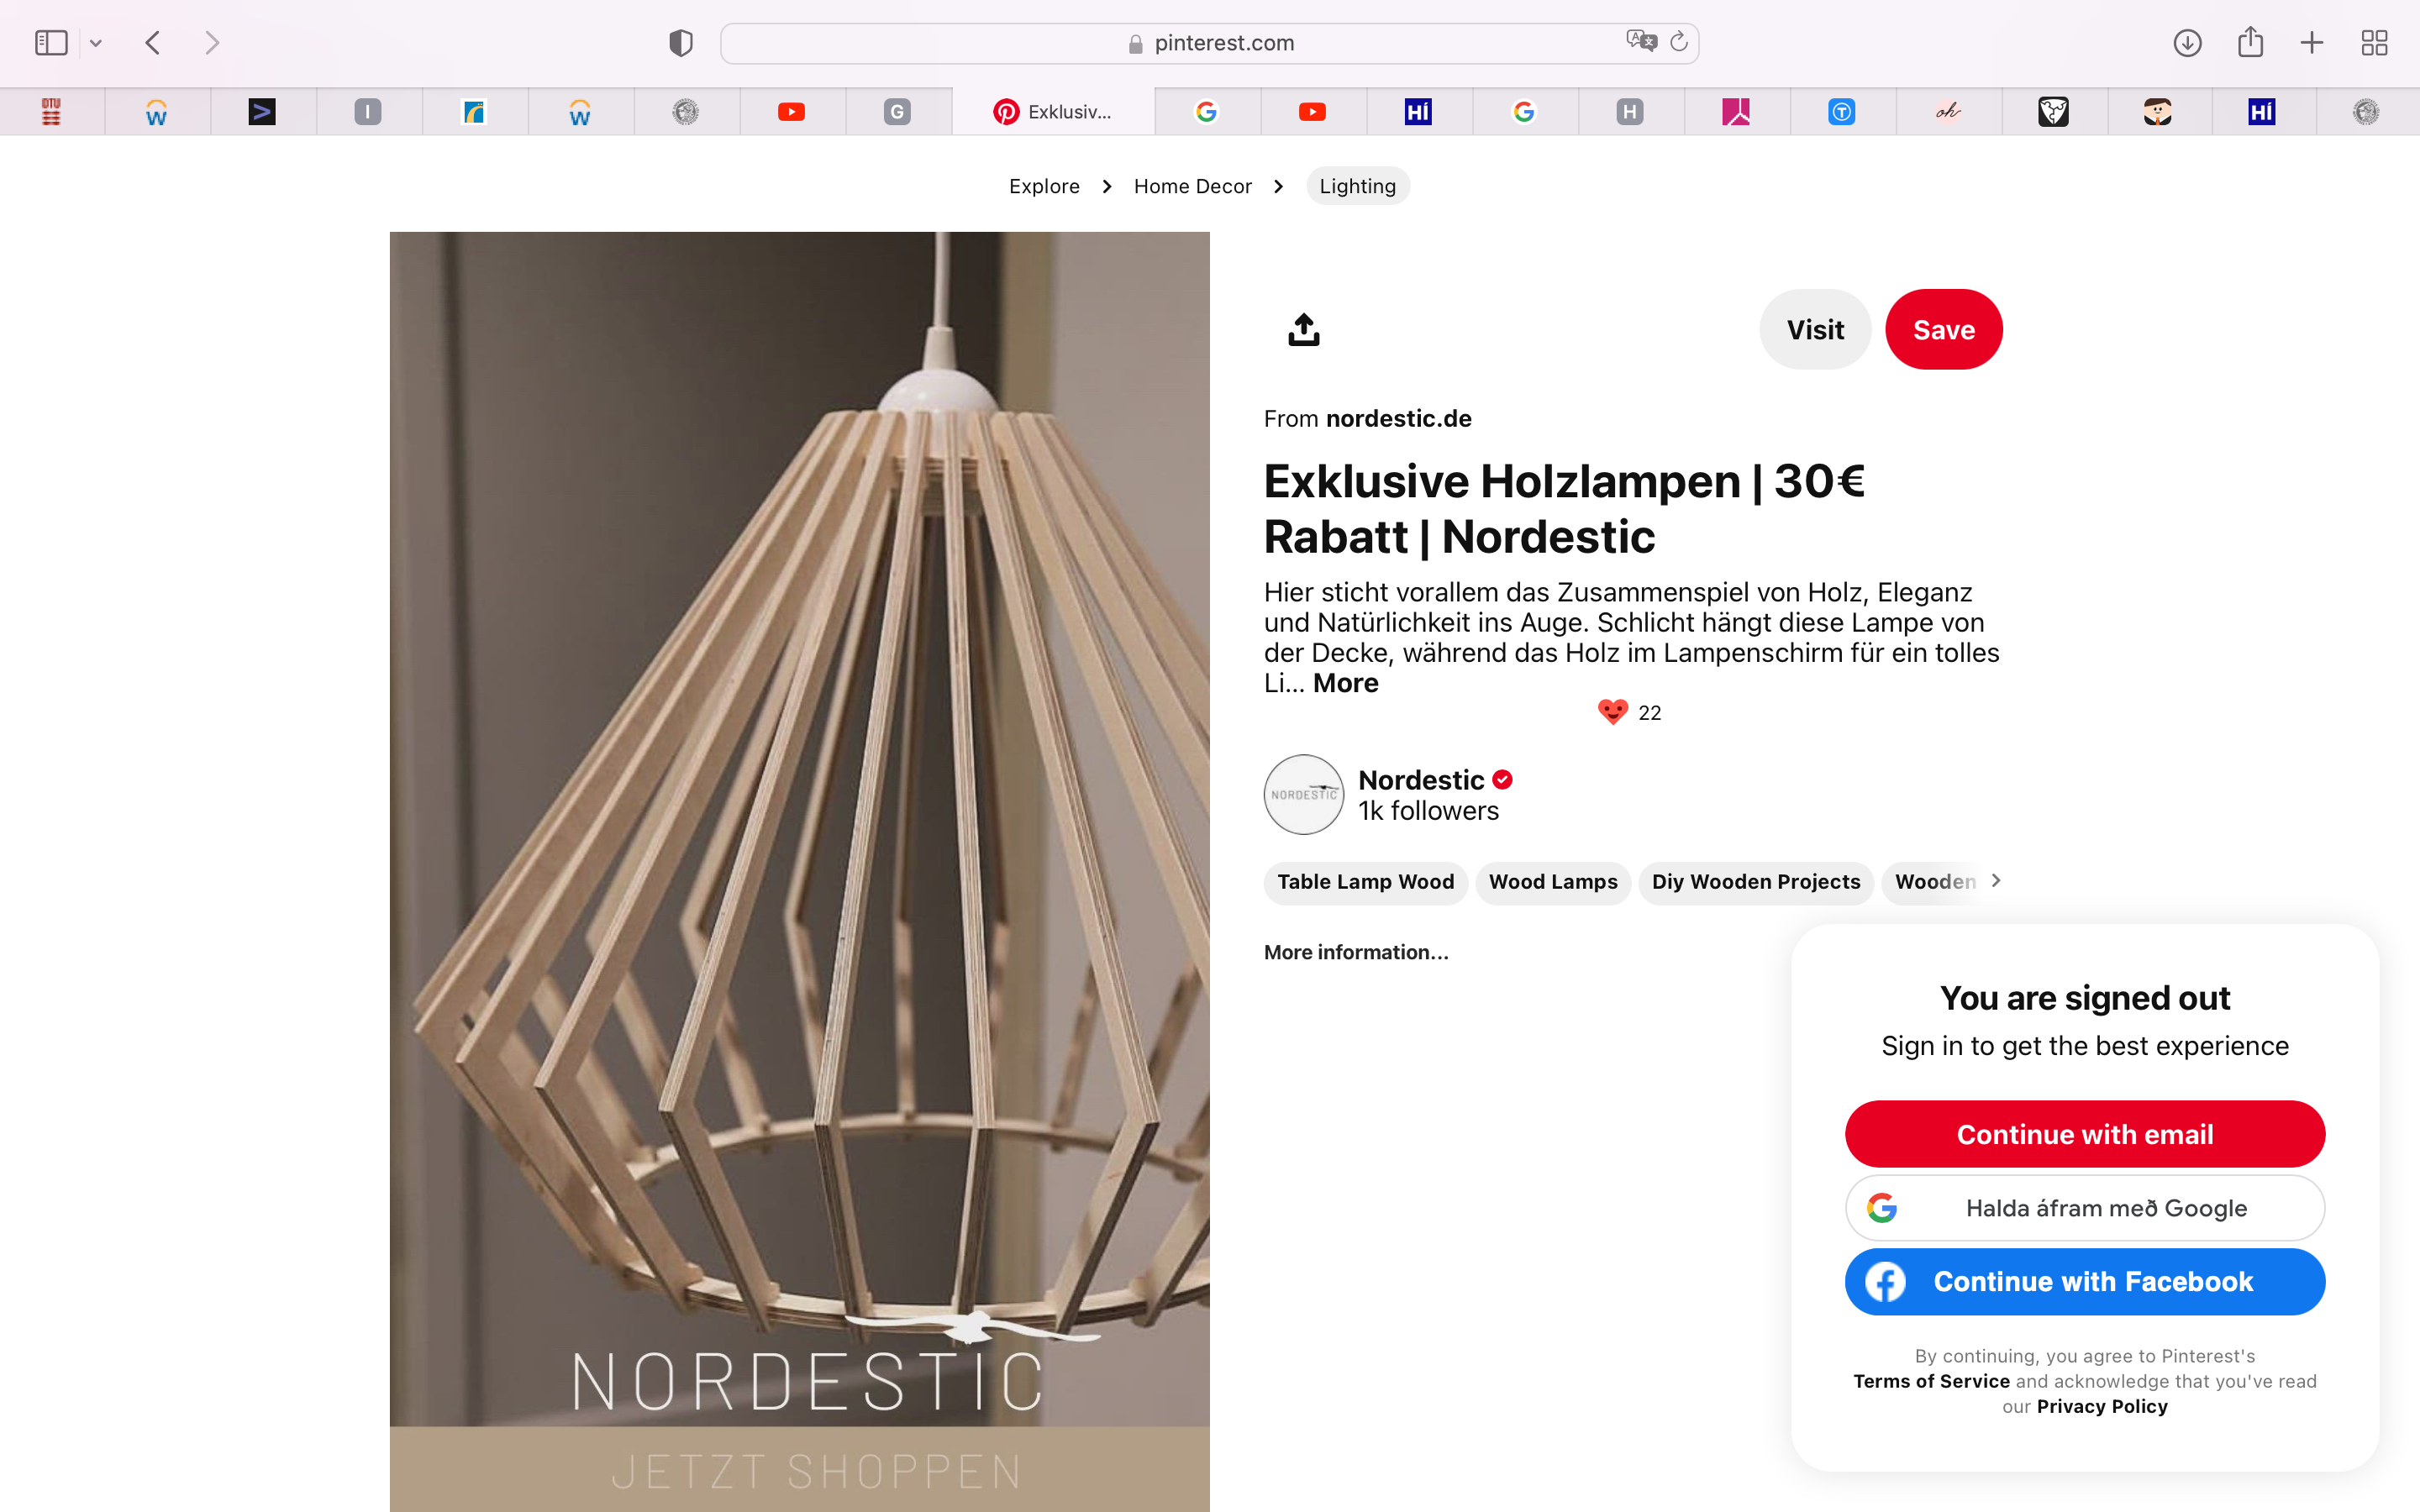 pinterest.com
DTU
W
>
I
W
G
Exklusiv...
HÍ
H
T
oh
HÍ
Explore > Home Decor > Lighting
Visit
Save
From nordestic.de
Exklusive Holzlampen | 30€
Rabatt | Nordestic
Hier sticht vorallem das Zusammenspiel von Holz, Eleganz
und Natürlichkeit ins Auge. Schlicht hängt diese Lampe von
der Decke, während das Holz im Lampenschirm für ein tolles
Li... More
22
NORDESTIC
Nordestic
1k followers
Table Lamp Wood
Wood Lamps
Diy Wooden Projects
Wooden
More information...
NORDESTIC
JETZT SHOPPEN
You are signed out
Sign in to get the best experience
Continue with email
Halda áfram með Google
Continue with Facebook
By continuing, you agree to Pinterest's
Terms of Service and acknowledge that you've read
our Privacy Policy